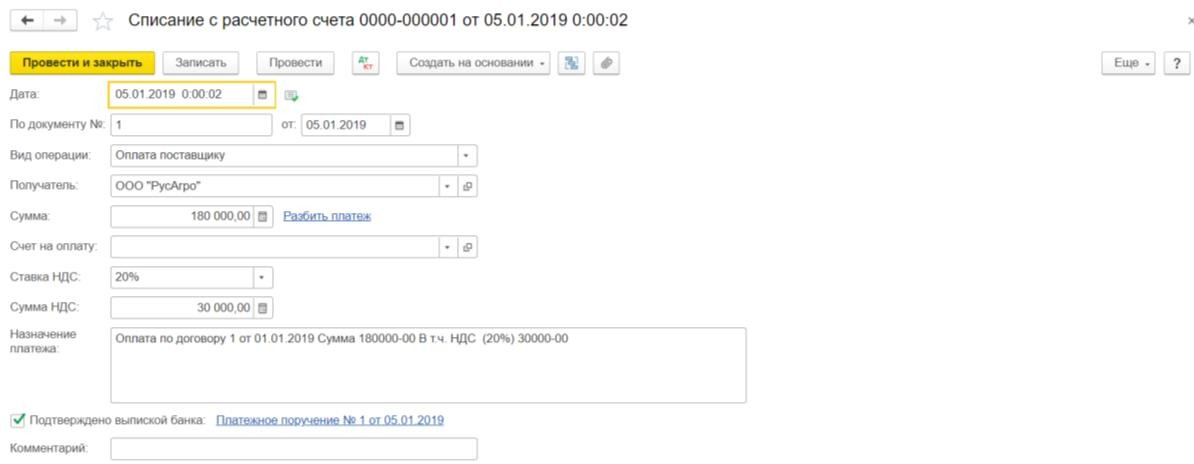 Списание с расчетного счета 0000-000001 от 05.01.2019 0:00:02
Провести и закрыть Записать Провести Дт Кт Создать на основании Еще ?
Дата: 05.01.2019 0:00:02
По документу №: 1 от: 05.01.2019
Вид операции: Оплата поставщику
Получатель: ООО "РусАгро"
Сумма: 180 000,00 Разбить платеж
Счет на оплату:
Ставка НДС: 20%
Сумма НДС: 30 000,00
Назначение платежа: Оплата по договору 1 от 01.01.2019 Сумма 180000-00 В т.ч. НДС (20%) 30000-00
Подтверждено выпиской банка: Платежное поручение № 1 от 05.01.2019
Комментарий: